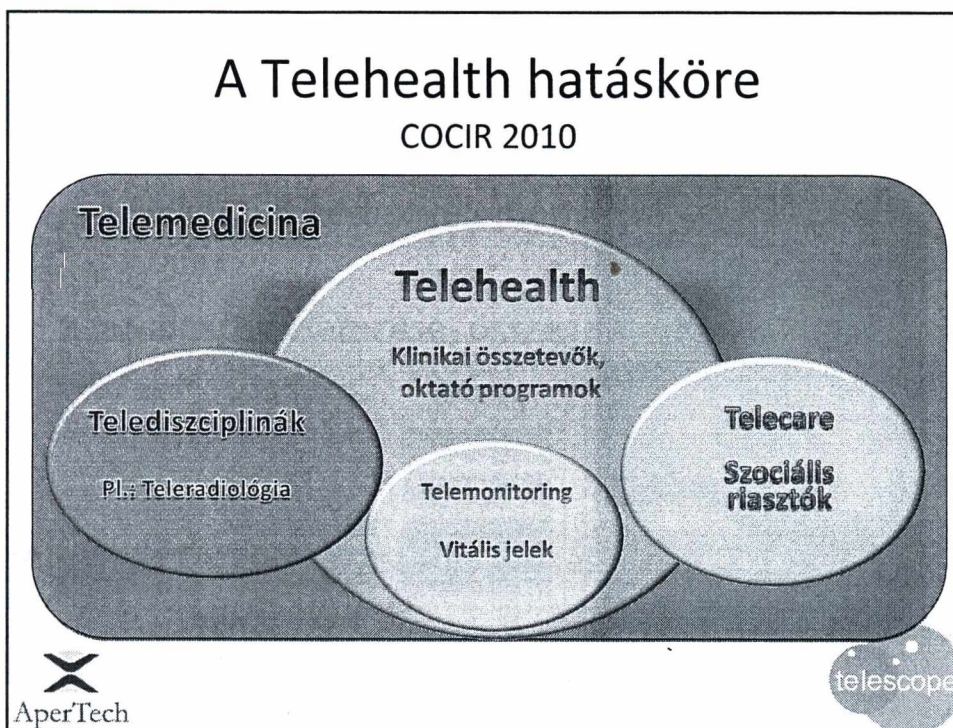 A Telehealth hatásköre
COCIR 2010
Telemedicina
Telehealth
Klinikai összetevők,
oktató programok
Telediszciplinák
Pl.: Teleradiológia
Telemonitoring
Vitális jelek
Telecare
Szociális
riasztók
AperTech
telescope